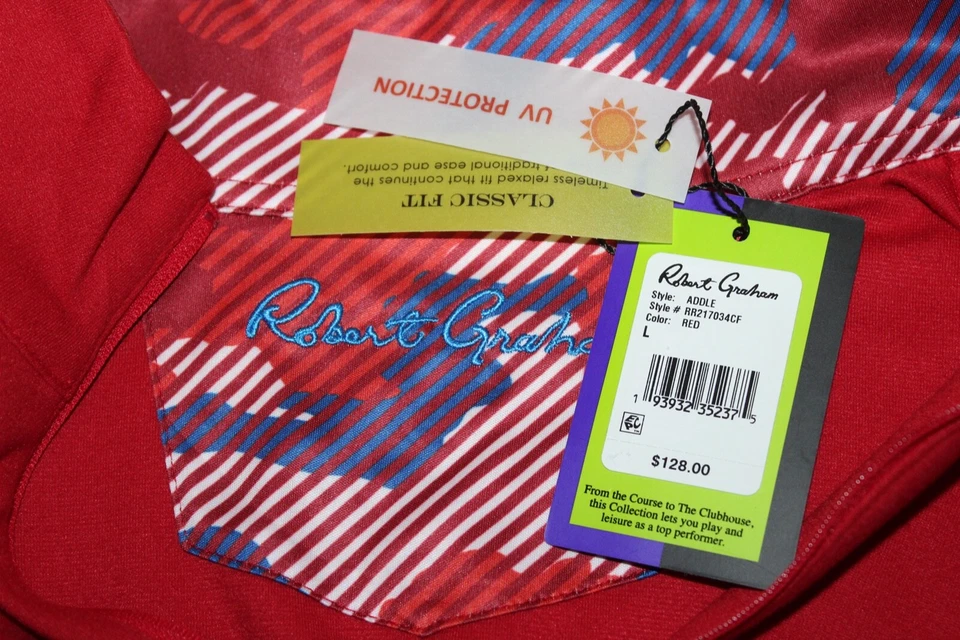 UV PROTECTION
CLASSIC FIT
Timeless relaxed fit that continues the
traditional ease and comfort.
Robert Graham
Robert Graham
Style: ADDLE
Style # RR217034CF
Color: RED
L
1 93932 35237 5
$128.00
From the Course to The Clubhouse,
this Collection lets you play and
leisure as a top performer.